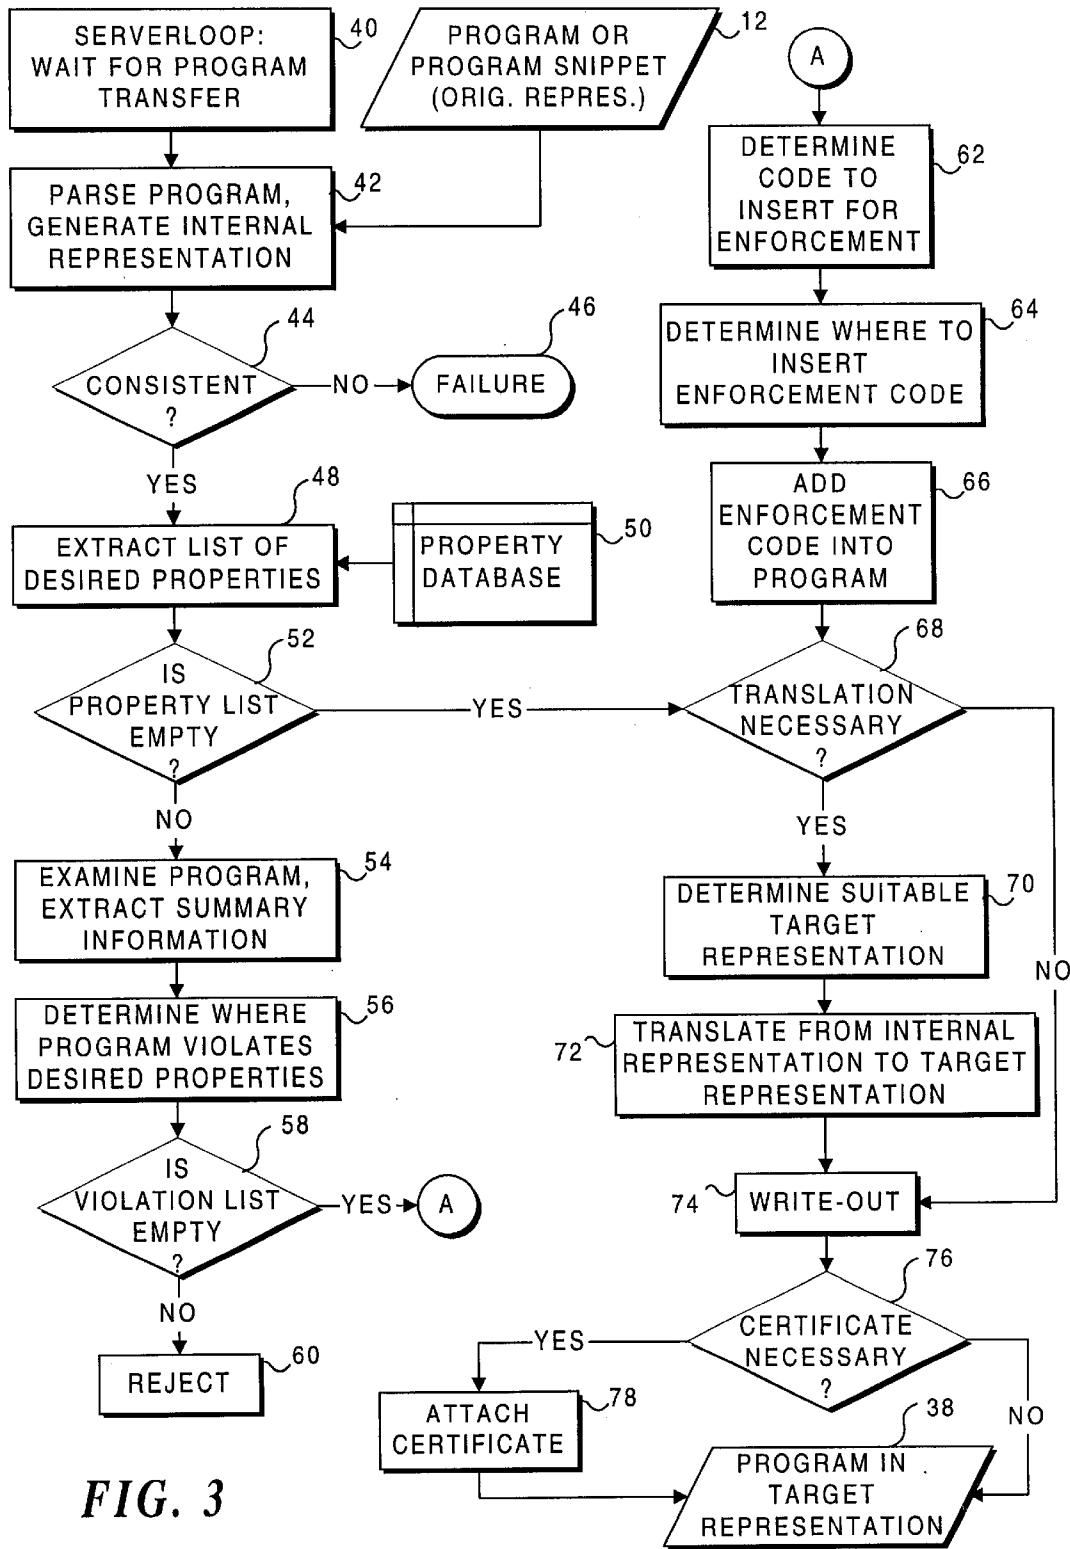 SERVERLOOP:
WAIT FOR PROGRAM
TRANSFER
40
PROGRAM OR
PROGRAM SNIPPET
(ORIG. REPRES.)
12
PARSE PROGRAM,
GENERATE INTERNAL
REPRESENTATION
42
CONSISTENT
?
44
NO
FAILURE
46
YES
EXTRACT LIST OF
DESIRED PROPERTIES
48
PROPERTY
DATABASE
50
IS
PROPERTY LIST
EMPTY
?
52
YES
NO
EXAMINE PROGRAM,
EXTRACT SUMMARY
INFORMATION
54
DETERMINE WHERE
PROGRAM VIOLATES
DESIRED PROPERTIES
56
IS
VIOLATION LIST
EMPTY
?
58
YES
A
NO
REJECT
60
A
DETERMINE
CODE TO
INSERT FOR
ENFORCEMENT
62
DETERMINE WHERE TO
INSERT
ENFORCEMENT CODE
64
ADD
ENFORCEMENT
CODE INTO
PROGRAM
66
TRANSLATION
NECESSARY
?
68
YES
NO
DETERMINE SUITABLE
TARGET
REPRESENTATION
70
TRANSLATE FROM INTERNAL
REPRESENTATION TO TARGET
REPRESENTATION
72
WRITE-OUT
74
CERTIFICATE
NECESSARY
?
76
YES
NO
ATTACH
CERTIFICATE
78
PROGRAM IN
TARGET
REPRESENTATION
38
FIG. 3